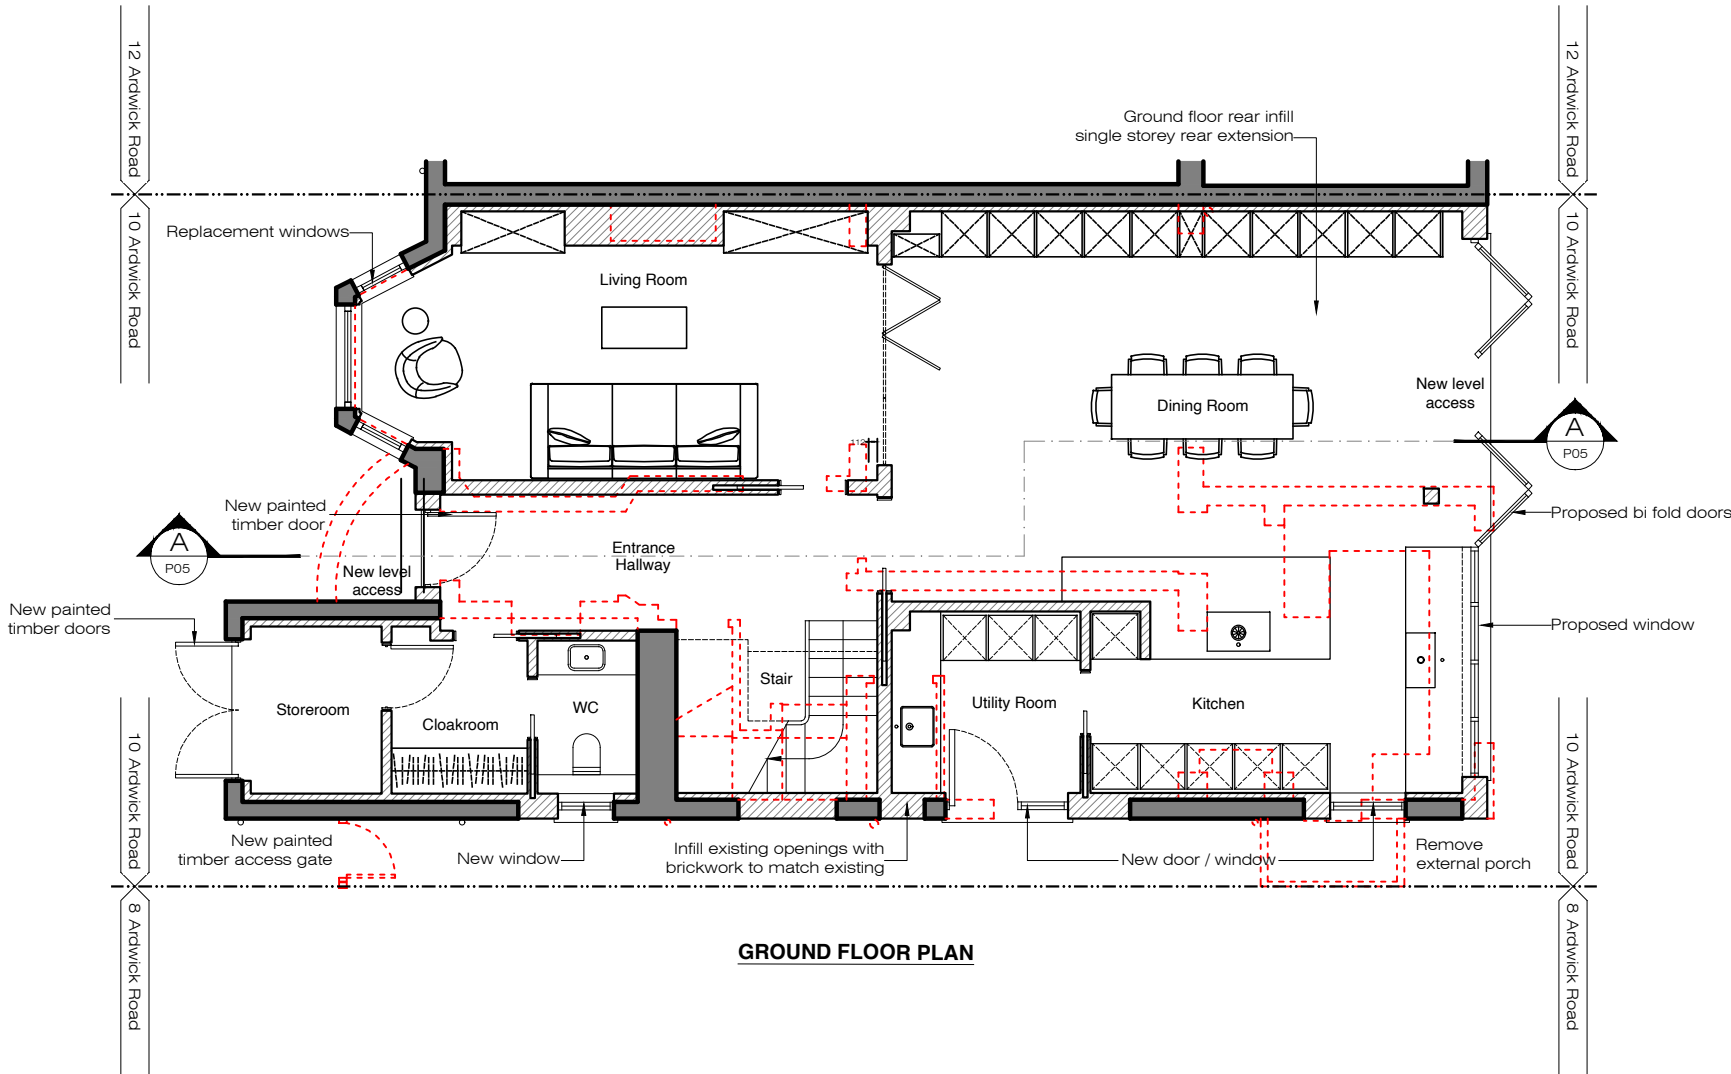 12 Ardwick Road
12 Ardwick Road
Ground floor rear infill
single storey rear extension
10 Ardwick Road
10 Ardwick Road
Replacement windows
Living Room
New level
access
Dining Room
A
P05
112
New painted
timber door
Proposed bi fold doors
A
P05
Entrance
Hallway
New level
access
New painted
timber doors
Proposed window
Stair
Storeroom
Cloakroom
WC
Utility Room
Kitchen
10 Ardwick Road
10 Ardwick Road
New painted
timber access gate
New window
Infill existing openings with
brickwork to match existing
New door / window
Remove
external porch
8 Ardwick Road
8 Ardwick Road
GROUND FLOOR PLAN